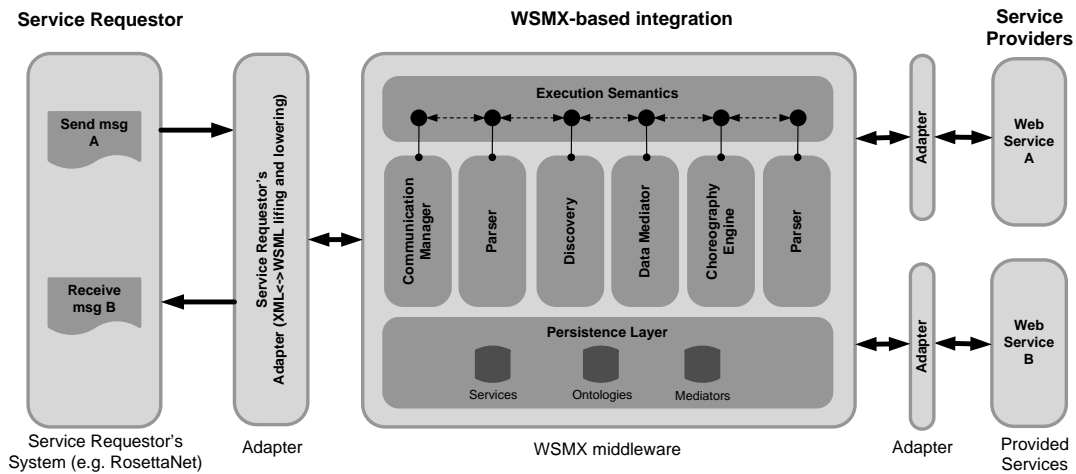 Service Requestor
WSMX-based integration
Service
Providers
Send msg
A
Receive
msg B
Service Requestor's
Adapter (XML<->WSML lifing and lowering)
Execution Semantics
Communication
Manager
Parser
Discovery
Data Mediator
Choreography
Engine
Parser
Persistence Layer
Services
Ontologies
Mediators
Adapter
Web
Service
A
Adapter
Web
Service
B
Service Requestor's
System (e.g. RosettaNet)
Adapter
WSMX middleware
Adapter
Provided
Services